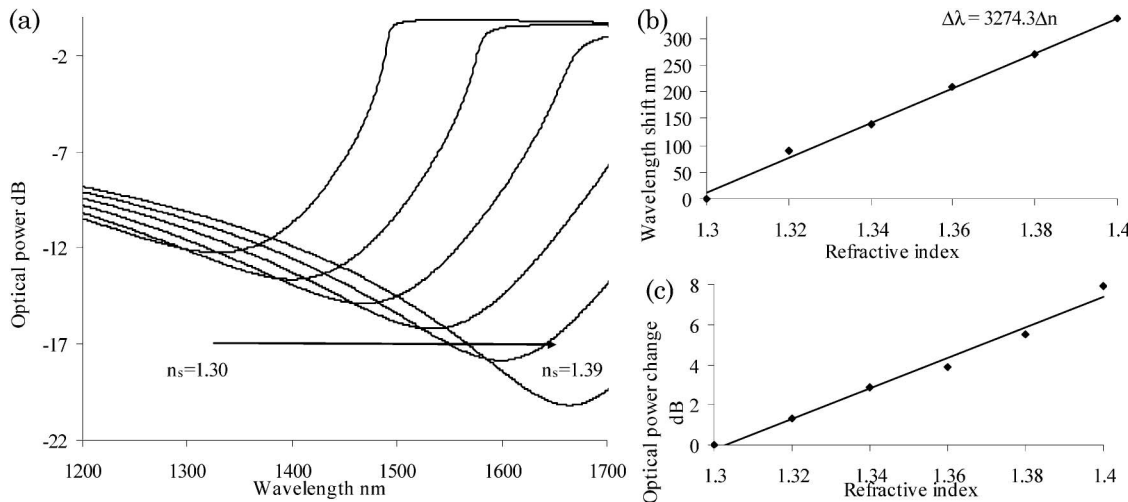 (a)
-2
-7
-12
-17
-22
Optical power dB
nₛ=1.30
nₛ=1.39
1200 1300 1400 1500 1600 1700
Wavelength nm
(b)
Δλ = 3274.3Δn
300
250
200
150
100
50
0
Wavelength shift nm
1.3 1.32 1.34 1.36 1.38 1.4
Refractive index
(c)
8
6
4
2
0
Optical power change
dB
1.3 1.32 1.34 1.36 1.38 1.4
Refractive index